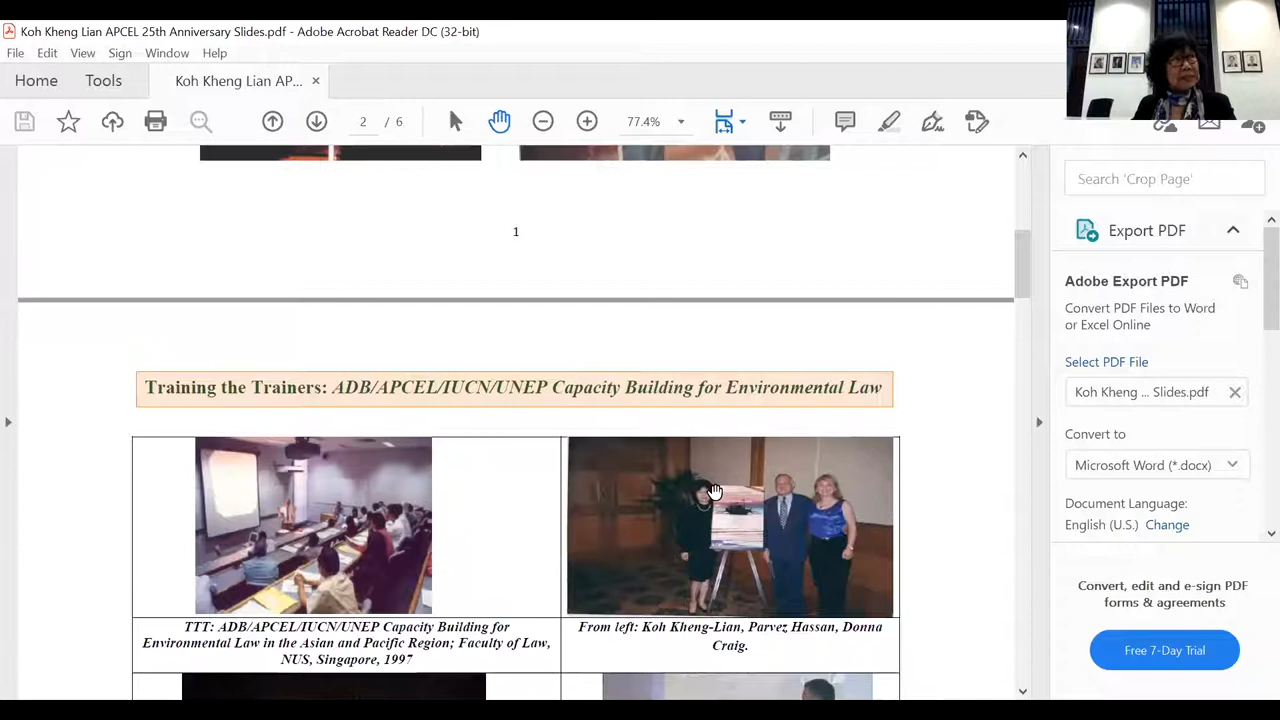 Koh Kheng Lian APCEL 25th Anniversary Slides.pdf - Adobe Acrobat Reader DC (32-bit)
File Edit View Sign Window Help
Home Tools Koh Kheng Lian AP... ×
2 / 6 77.4%
Search 'Crop Page'
1
Export PDF
Adobe Export PDF
Convert PDF Files to Word
or Excel Online
Select PDF File
Koh Kheng ... Slides.pdf
Convert to
Microsoft Word (*.docx)
Document Language:
English (U.S.) Change
Convert, edit and e-sign PDF
forms & agreements
Free 7-Day Trial
Training the Trainers: ADB/APCEL/IUCN/UNEP Capacity Building for Environmental Law
TTT: ADB/APCEL/IUCN/UNEP Capacity Building for
Environmental Law in the Asian and Pacific Region; Faculty of Law,
NUS, Singapore, 1997
From left: Koh Kheng-Lian, Parvez Hassan, Donna
Craig.